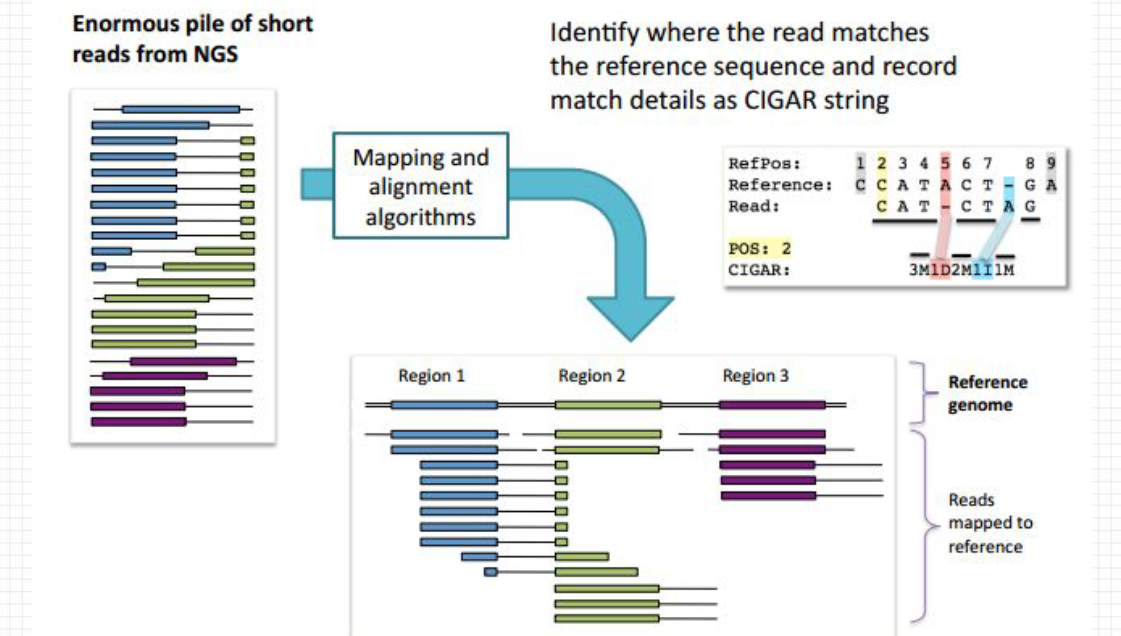 Enormous pile of short
reads from NGS
Identify where the read matches
the reference sequence and record
match details as CIGAR string
Mapping and
alignment
algorithms
RefPos: 1 2 3 4 5 6 7 8 9
Reference: C C A T A C T - G A
Read: C A T - C T A G
POS: 2
CIGAR: 3M1D2M1I1M
Region 1 Region 2 Region 3
Reference
genome
Reads
mapped to
reference